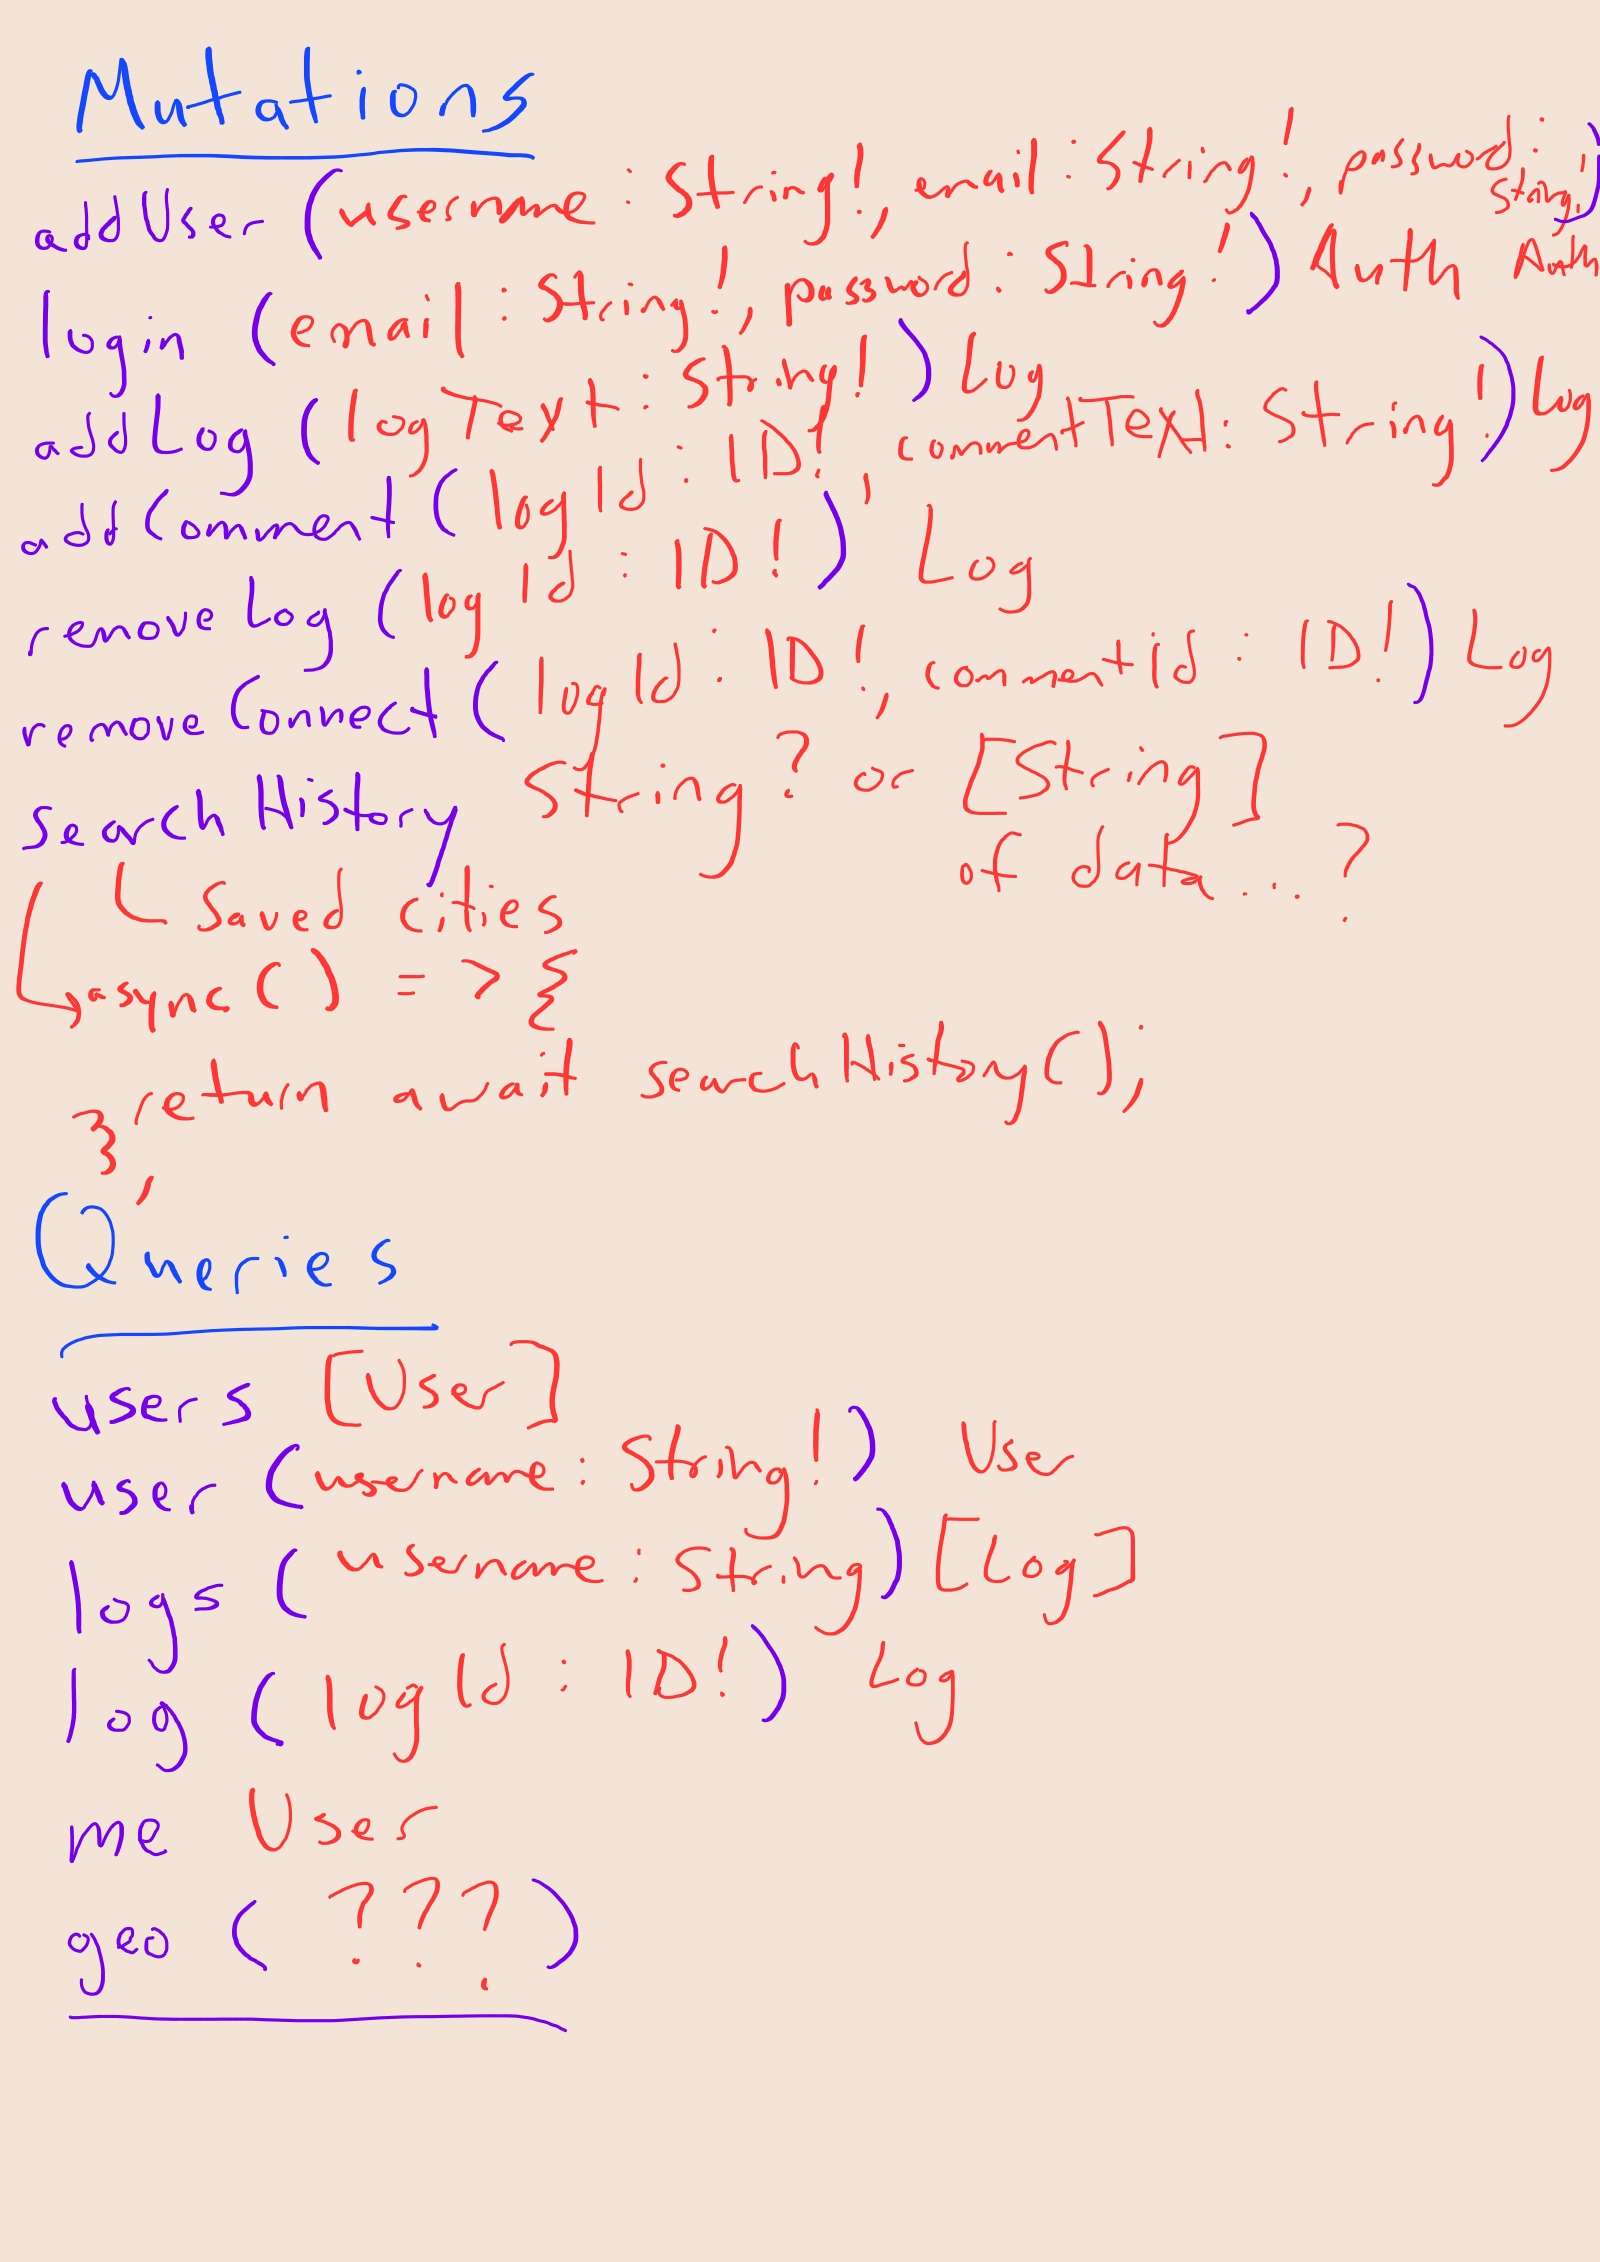 Mutations
addUser (username : String!, email : String!, password : String!) Auth
login (email : String!, password : String!) Auth
addLog (logText : String!) Log
addComment (logId : ID!, commentText : String!) Log
removeLog (logId : ID!) Log
removeConnect (logId : ID!, commentid : ID!) Log
searchHistory String? or [String]
of data...?
Saved cities
async () => {
return await searchHistory();
};
Queries
users [User]
user (username : String!) User
logs (username : String) [Log]
log (logId : ID!) Log
me User
geo (???)